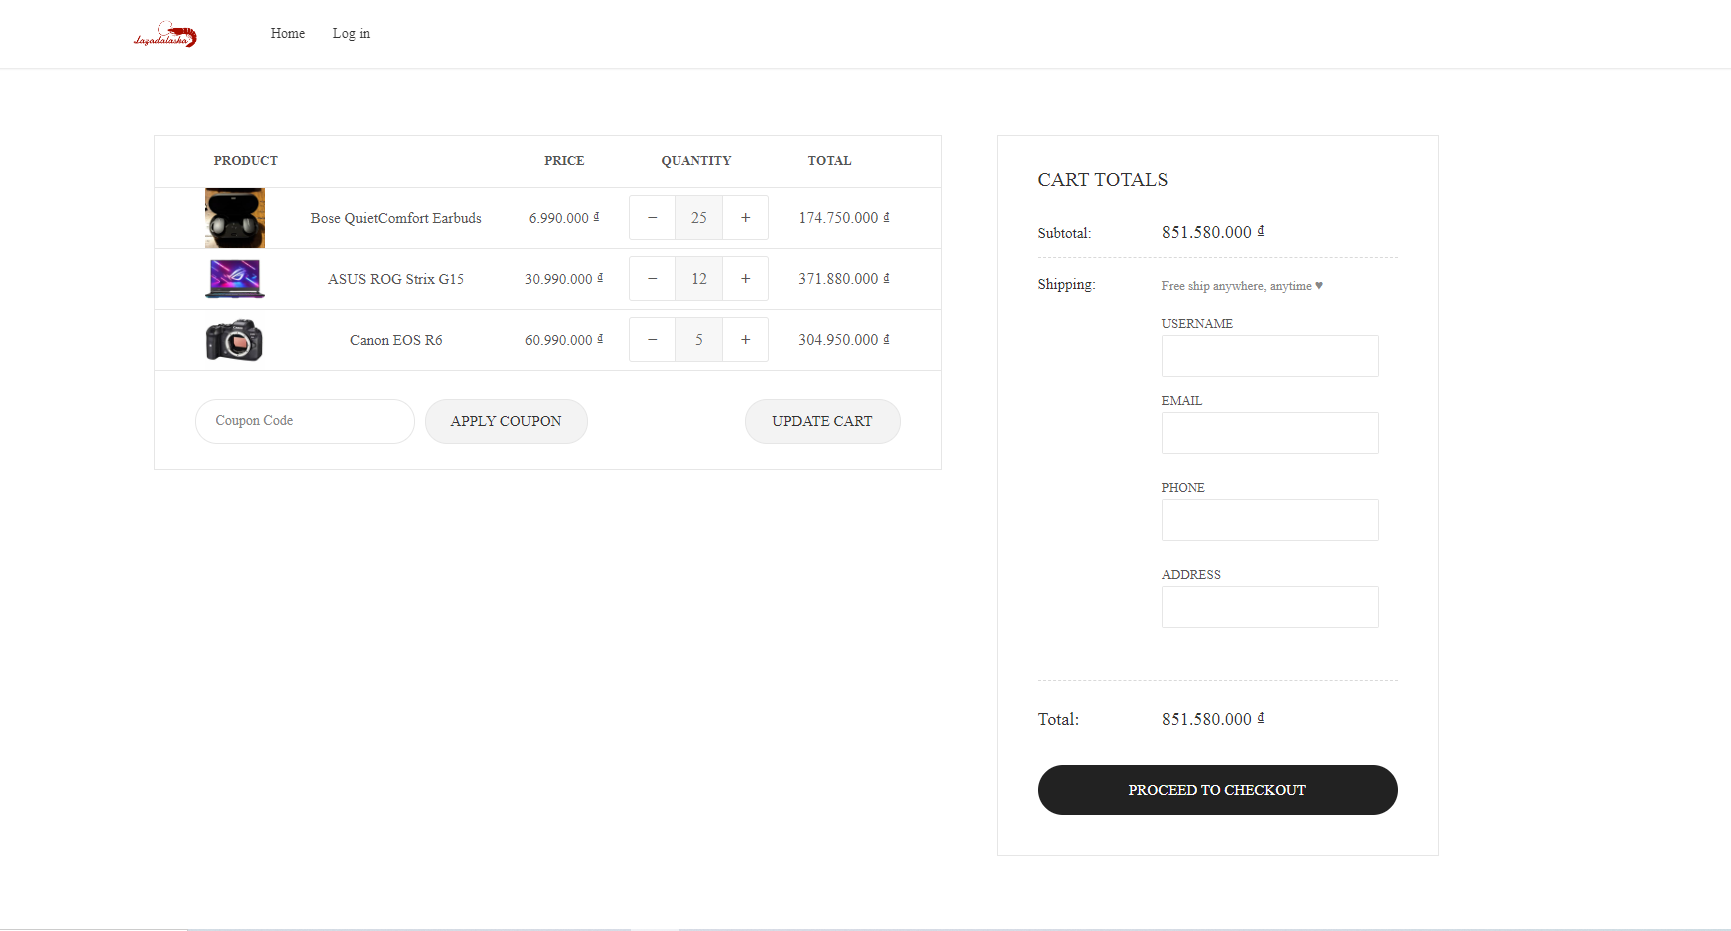 Lazadalasha
Home Log in
PRODUCT PRICE QUANTITY TOTAL
Bose QuietComfort Earbuds 6.990.000 ₫ − 25 + 174.750.000 ₫
ASUS ROG Strix G15 30.990.000 ₫ − 12 + 371.880.000 ₫
Canon EOS R6 60.990.000 ₫ − 5 + 304.950.000 ₫
Coupon Code APPLY COUPON UPDATE CART
CART TOTALS
Subtotal: 851.580.000 ₫
Shipping: Free ship anywhere, anytime ♥
USERNAME
EMAIL
PHONE
ADDRESS
Total: 851.580.000 ₫
PROCEED TO CHECKOUT